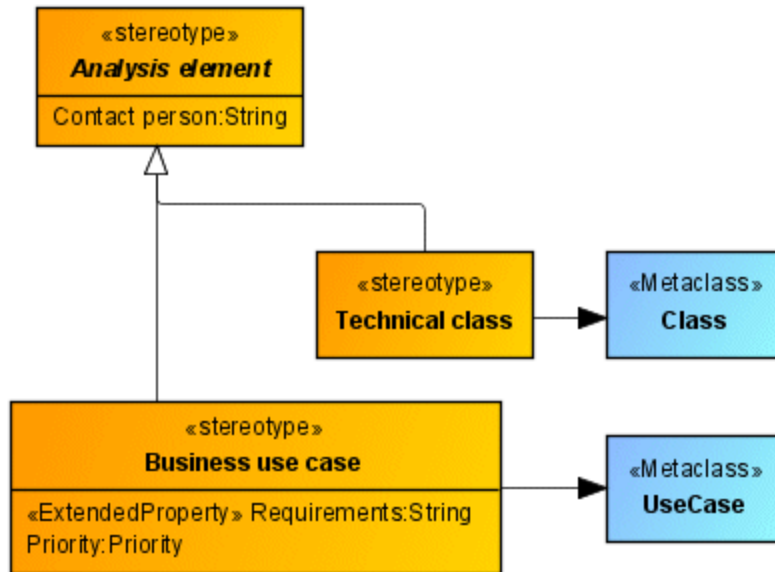 «stereotype»
Analysis element
Contact person:String
«stereotype»
Technical class
«Metaclass»
Class
«stereotype»
Business use case
«ExtendedProperty» Requirements:String
Priority:Priority
«Metaclass»
UseCase